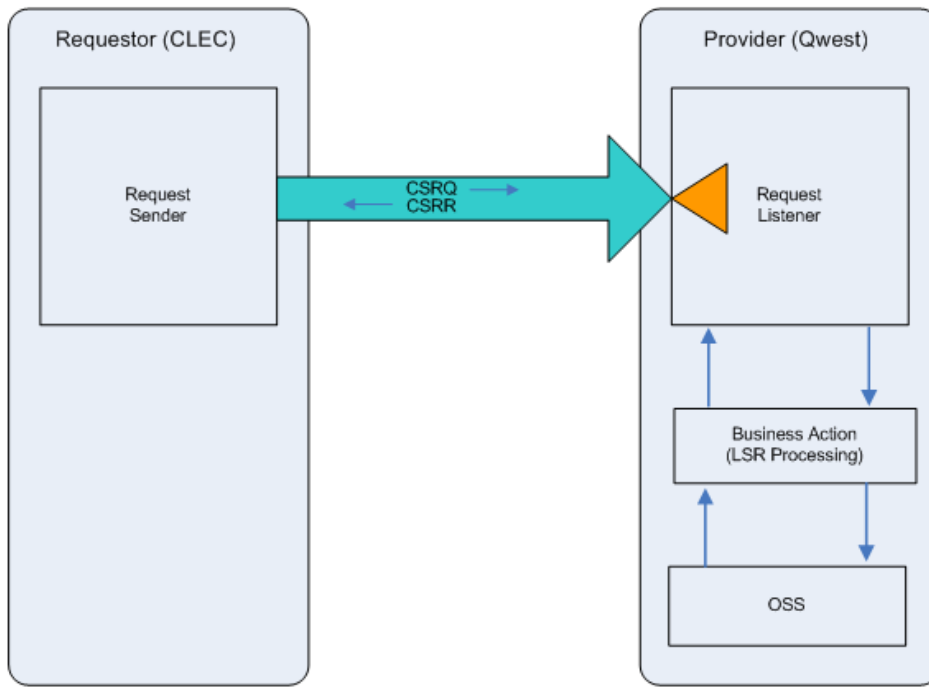 Requestor (CLEC)
Provider (Qwest)
Request
Sender
CSRQ
CSRR
Request
Listener
Business Action
(LSR Processing)
OSS